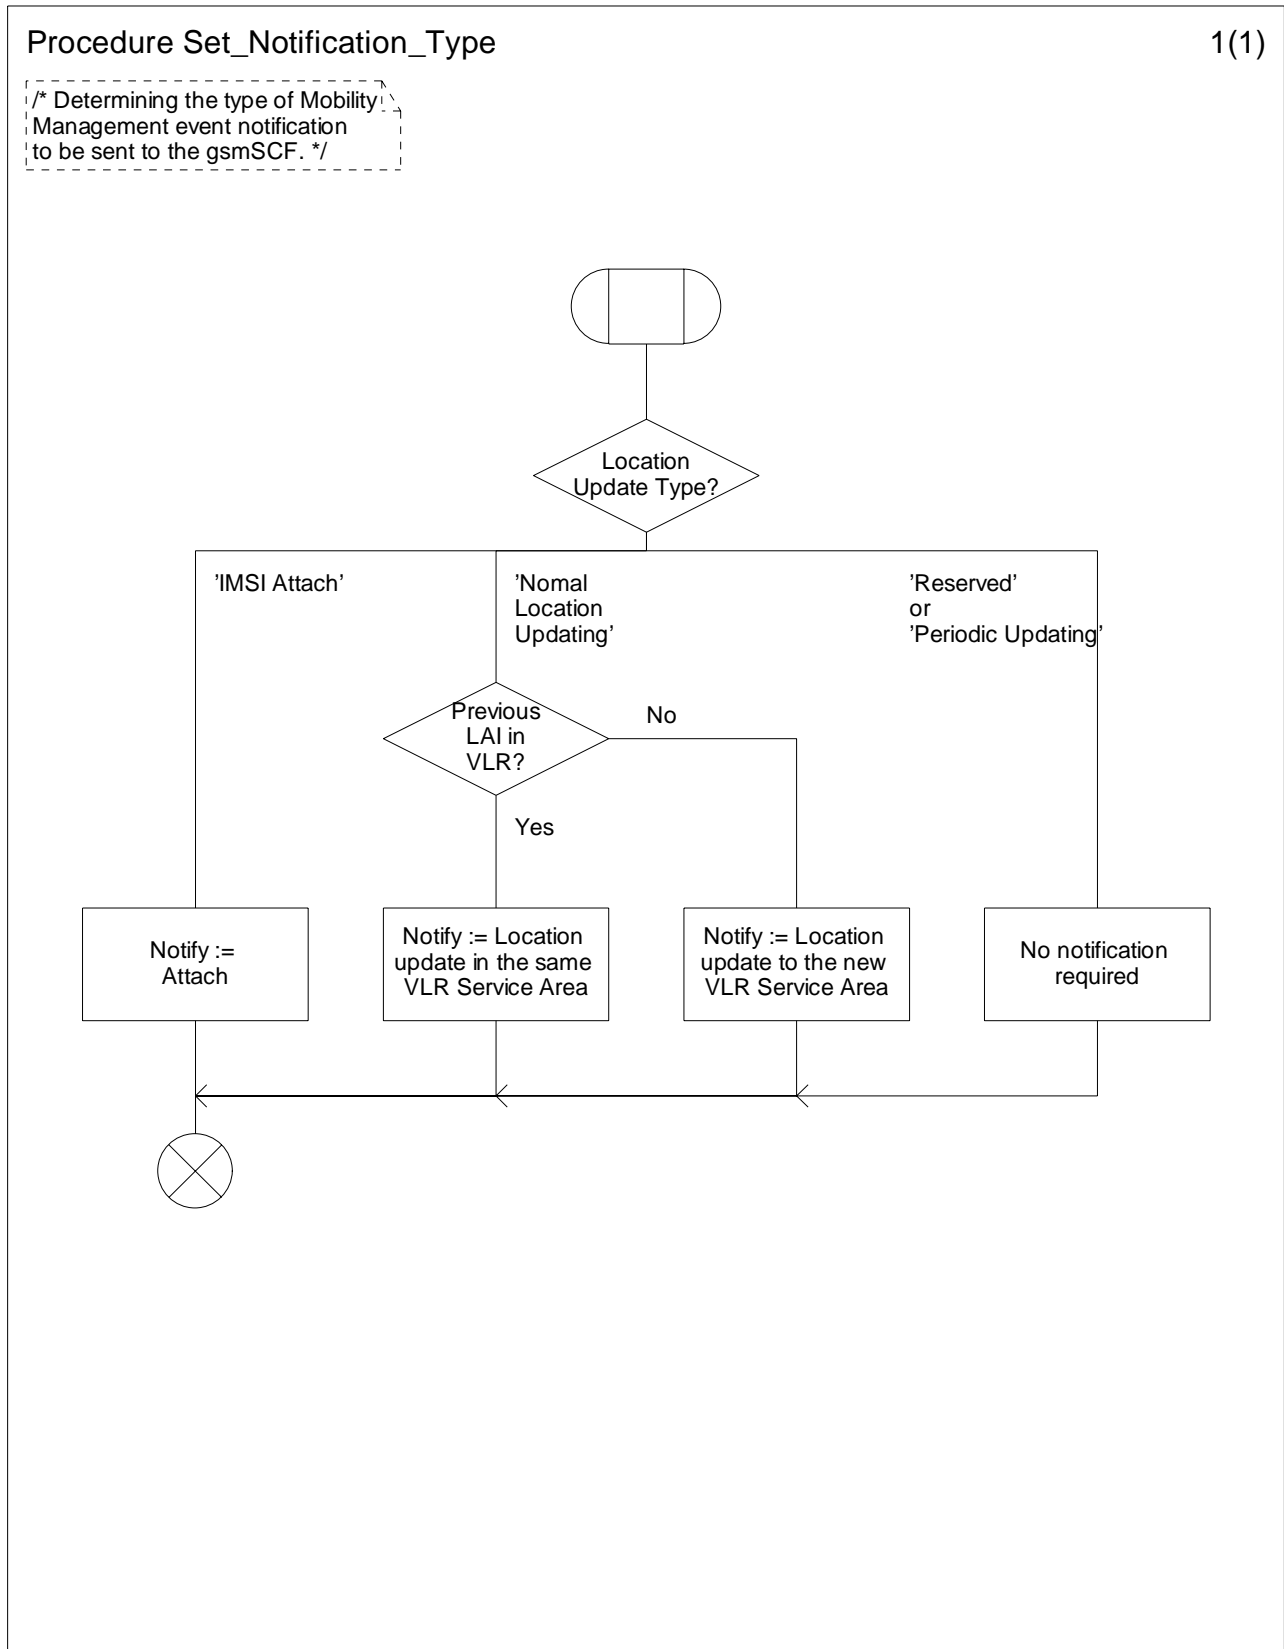 Procedure Set_Notification_Type
1(1)
/* Determining the type of Mobility
Management event notification
to be sent to the gsmSCF. */
Location
Update Type?
'IMSI Attach'
’Nomal
Location
Updating’
’Reserved’
or
’Periodic Updating’
Previous
LAI in
VLR?
No
Yes
Notify :=
Attach
Notify := Location
update in the same
VLR Service Area
Notify := Location
update to the new
VLR Service Area
No notification
required